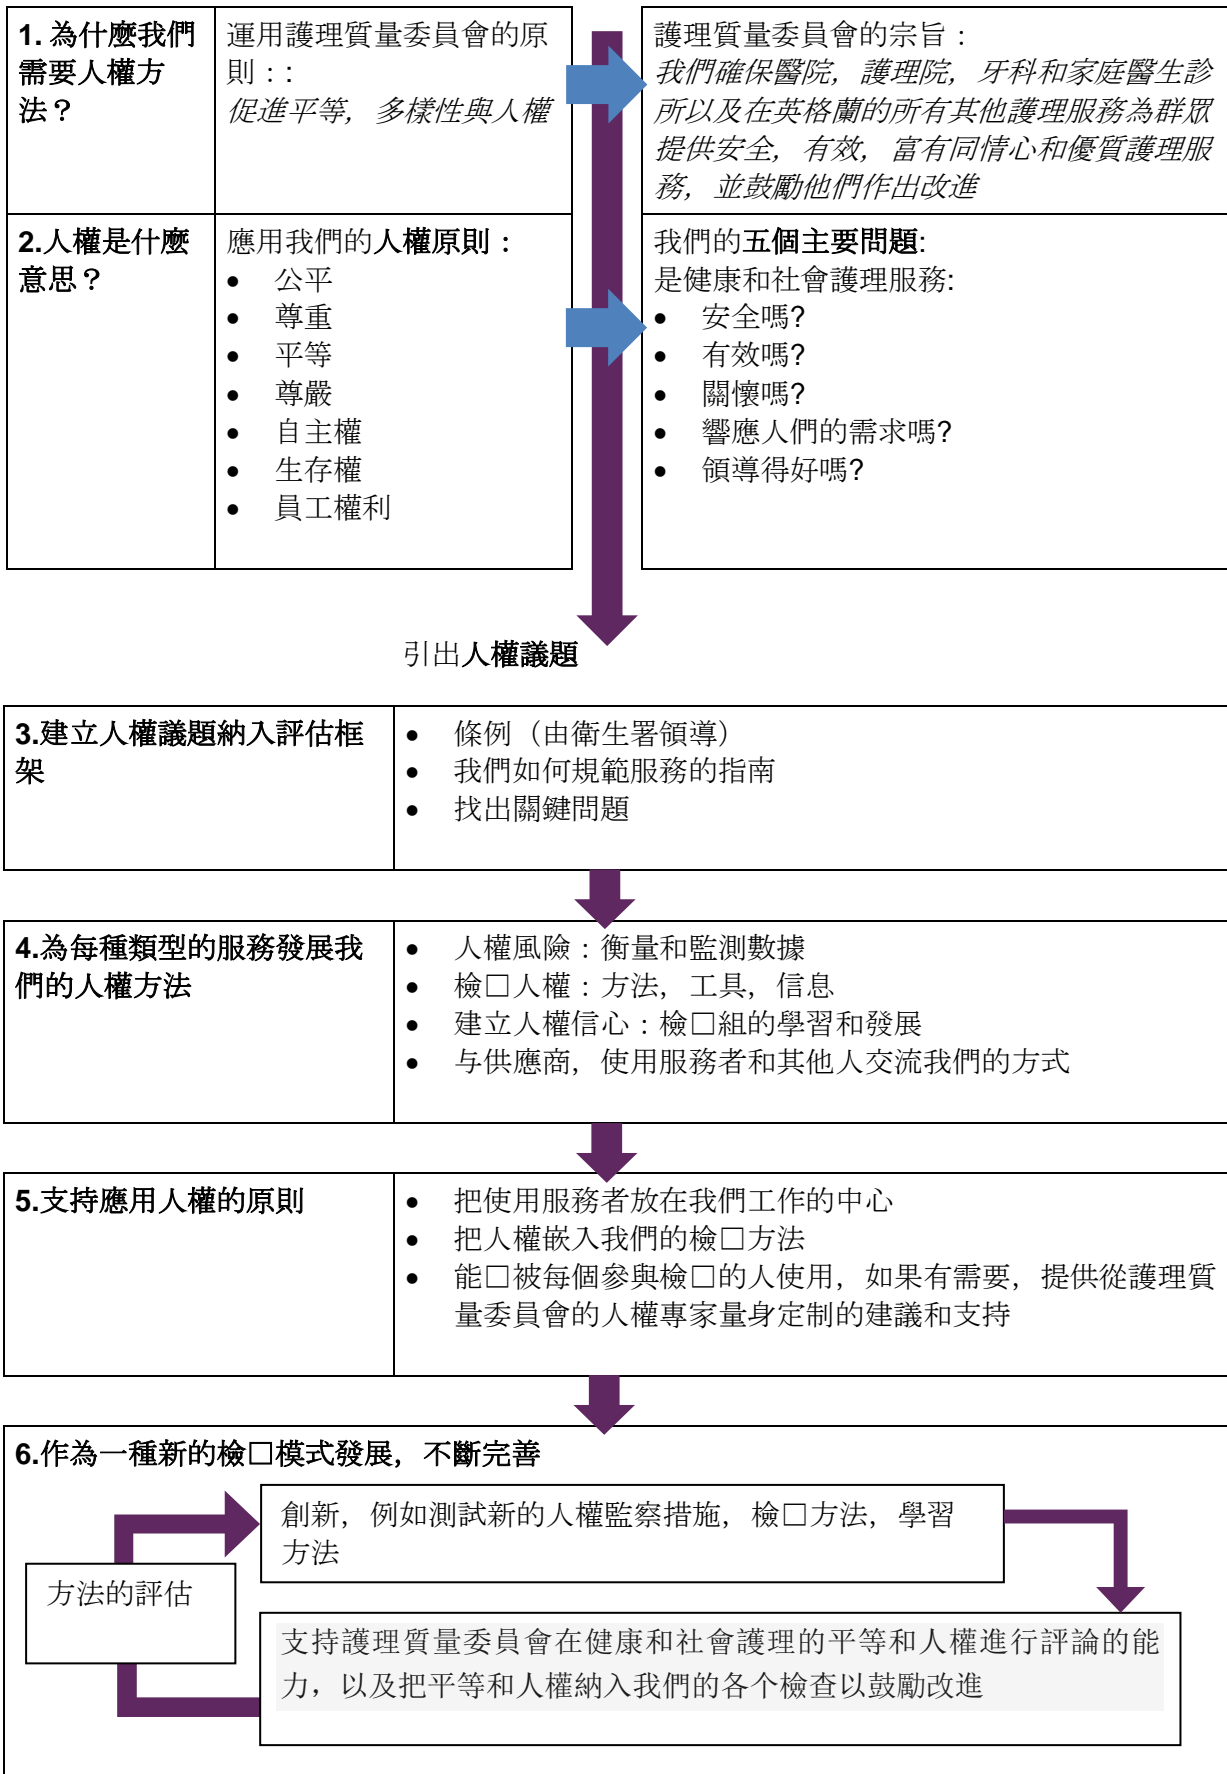 1. 為什麼我們
需要人權方
法？
運用護理質量委員會的原
則：:
促進平等，多樣性與人權
護理質量委員會的宗旨：
我們確保醫院，護理院，牙科和家庭醫生診
所以及在英格蘭的所有其他護理服務為群眾
提供安全，有效，富有同情心和優質護理服
務，並鼓勵他們作出改進
2.人權是什麼
意思？
應用我們的人權原則：
• 公平
• 尊重
• 平等
• 尊嚴
• 自主權
• 生存權
• 員工權利
我們的五個主要問題:
是健康和社會護理服務:
• 安全嗎?
• 有效嗎?
• 關懷嗎?
• 響應人們的需求嗎?
• 領導得好嗎?
引出人權議題
3.建立人權議題納入評估框
架
• 條例（由衛生署領導）
• 我們如何規範服務的指南
• 找出關鍵問題
4.為每種類型的服務發展我
們的人權方法
• 人權風險：衡量和監測數據
• 檢□人權：方法，工具，信息
• 建立人權信心：檢□組的學習和發展
• 与供應商，使用服務者和其他人交流我們的方式
5.支持應用人權的原則
• 把使用服務者放在我們工作的中心
• 把人權嵌入我們的檢□方法
• 能□被每個參與檢□的人使用，如果有需要，提供從護理質
量委員會的人權專家量身定制的建議和支持
6.作為一種新的檢□模式發展，不斷完善
創新，例如測試新的人權監察措施，檢□方法，學習
方法
方法的評估
支持護理質量委員會在健康和社會護理的平等和人權進行評論的能
力，以及把平等和人權納入我們的各个檢查以鼓勵改進